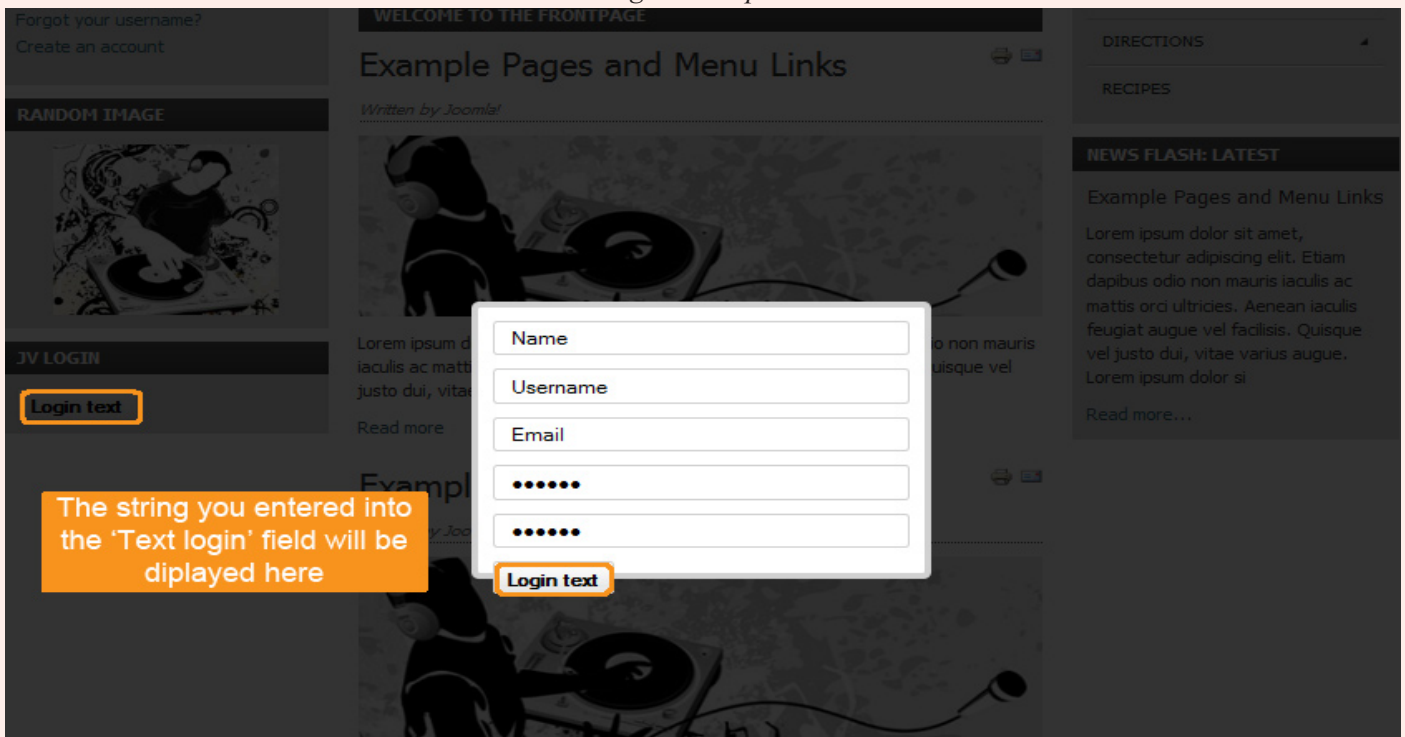 Forgot your username?
Create an account
RANDOM IMAGE
JV LOGIN
Login text
The string you entered into
the ‘Text login’ field will be
diplayed here
WELCOME TO THE FRONTPAGE
Example Pages and Menu Links
Written by Joomla!
Lorem ipsum
io non mauris
iaculis ac matt
uisque vel
justo dui, vitae
Read more
Exampl
y Joo
Name
Username
Email
••••••
••••••
Login text
DIRECTIONS
RECIPES
NEWS FLASH: LATEST
Example Pages and Menu Links
Lorem ipsum dolor sit amet,
consectetur adipiscing elit. Etiam
dapibus odio non mauris iaculis ac
mattis orci ultricies. Aenean iaculis
feugiat augue vel facilisis. Quisque
vel justo dui, vitae varius augue.
Lorem ipsum dolor si
Read more...